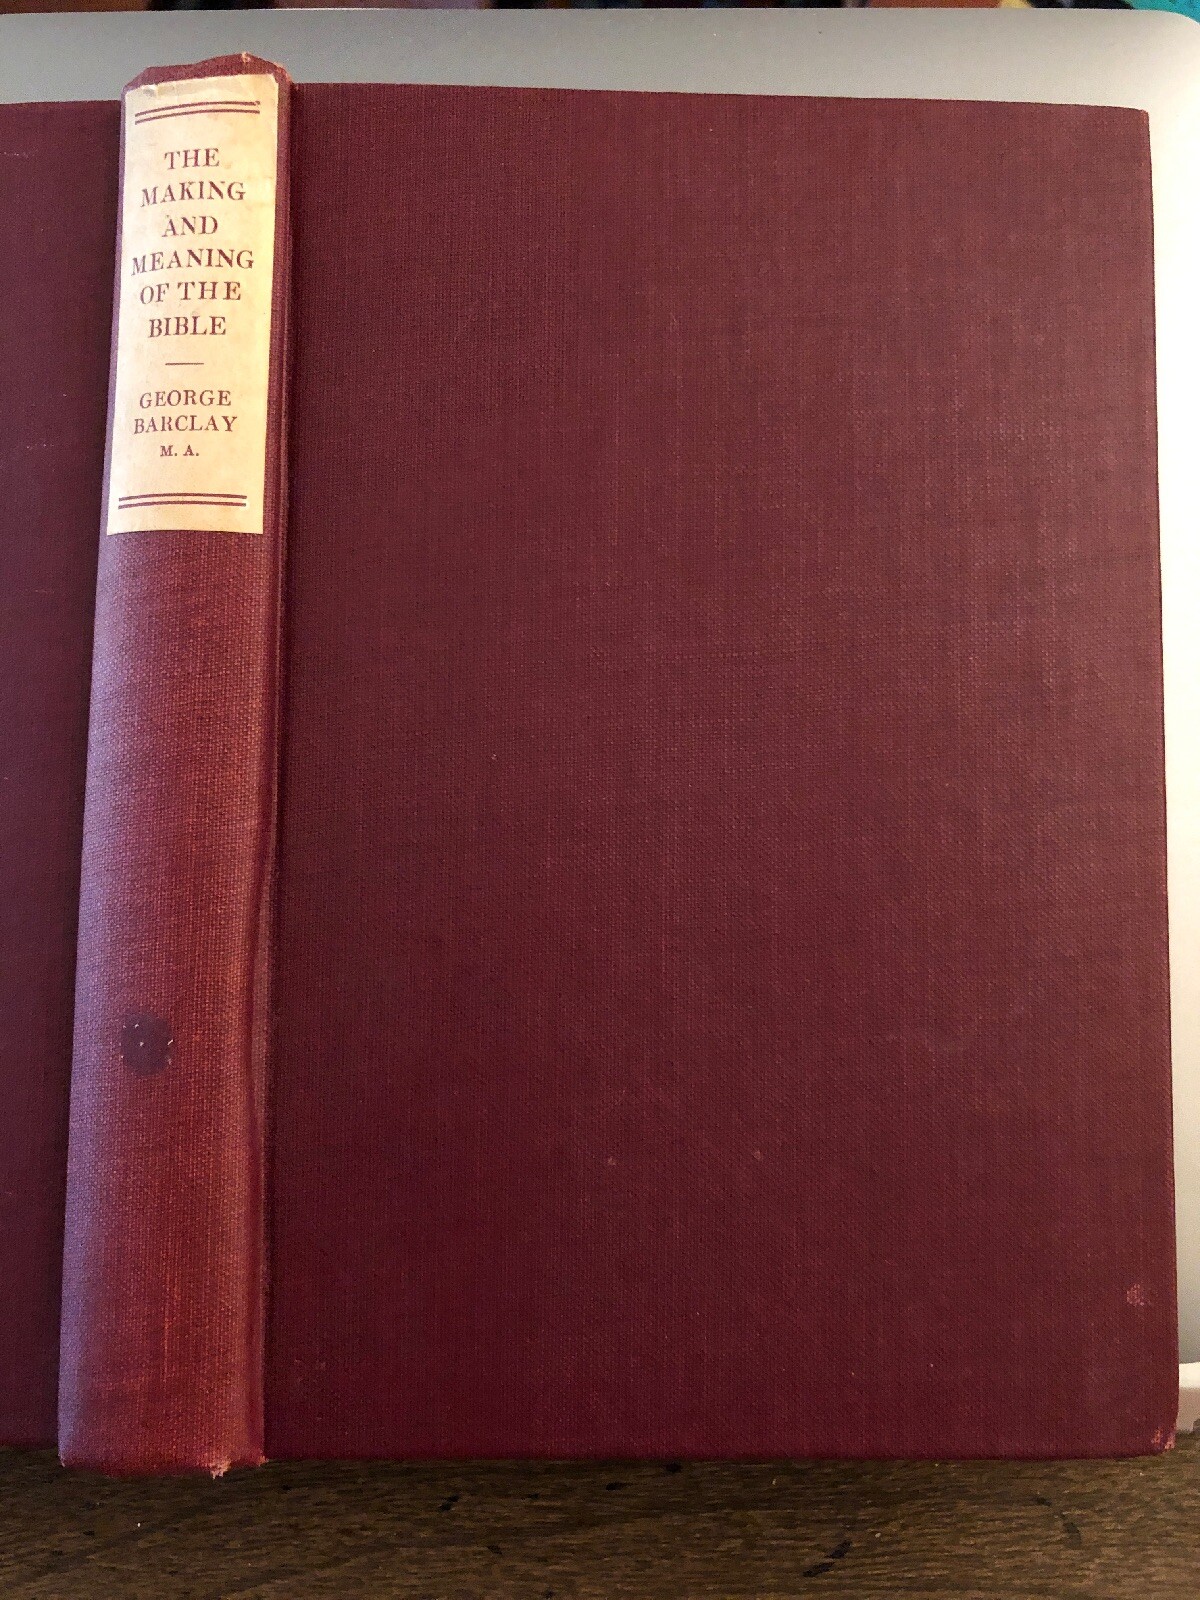 THE
MAKING
AND
MEANING
OF THE
BIBLE
GEORGE
BARCLAY
M. A.